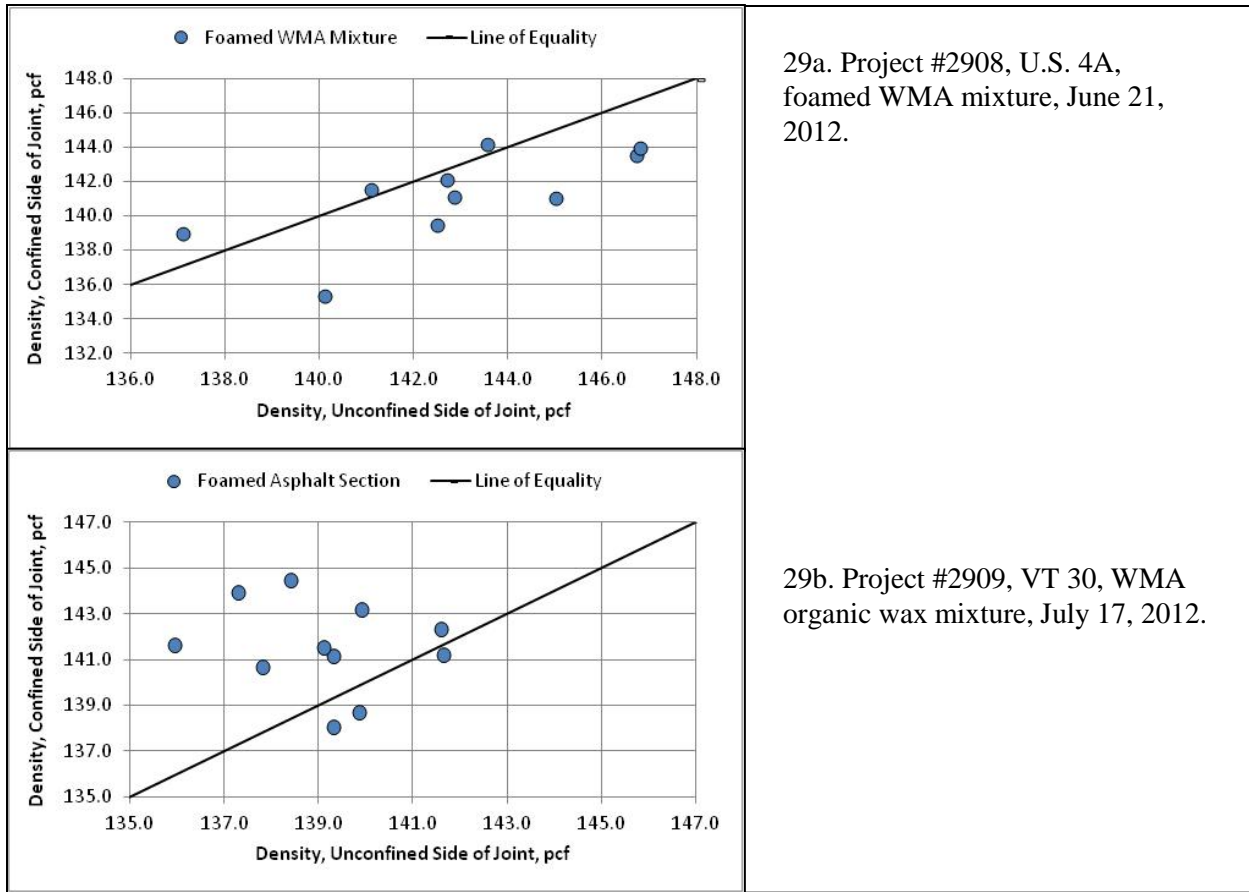 Foamed WMA Mixture Line of Equality
Density, Confined Side of Joint, pcf
148.0
146.0
144.0
142.0
140.0
138.0
136.0
134.0
132.0
136.0 138.0 140.0 142.0 144.0 146.0 148.0
Density, Unconfined Side of Joint, pcf
29a. Project #2908, U.S. 4A,
foamed WMA mixture, June 21,
2012.
Foamed Asphalt Section Line of Equality
Density, Confined Side of Joint, pcf
147.0
145.0
143.0
141.0
139.0
137.0
135.0
135.0 137.0 139.0 141.0 143.0 145.0 147.0
Density, Unconfined Side of Joint, pcf
29b. Project #2909, VT 30, WMA
organic wax mixture, July 17, 2012.